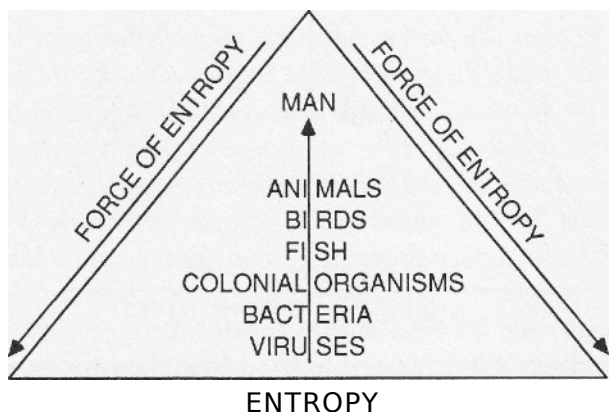 FORCE OF ENTROPY
FORCE OF ENTROPY
MAN
ANIMALS
BIRDS
FISH
COLONIAL ORGANISMS
BACTERIA
VIRUSES
ENTROPY